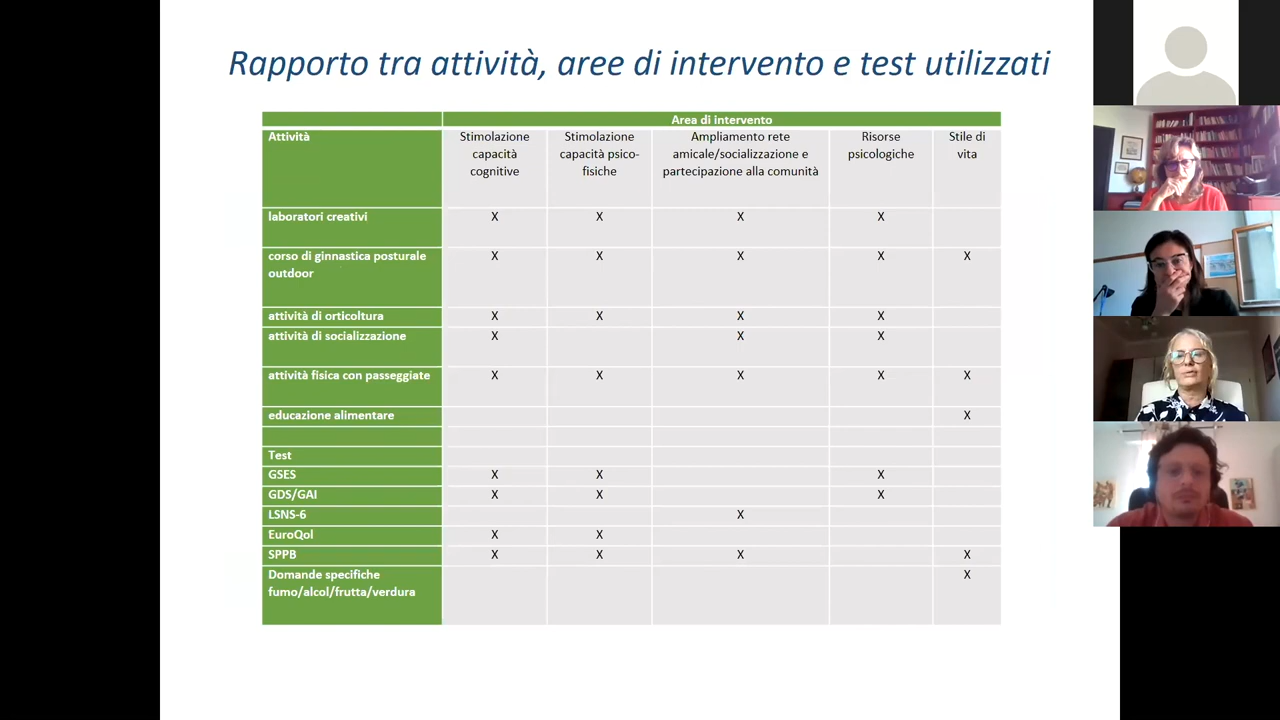 Rapporto tra attività, aree di intervento e test utilizzati
Area di intervento
Attività
Stimolazione
capacità
cognitive
Stimolazione
capacità psico-
fisiche
Ampliamento rete
amicale/socializzazione e
partecipazione alla comunità
Risorse
psicologiche
Stile di
vita
laboratori creativi X X X X
corso di ginnastica posturale X X X X X
outdoor
attività di orticoltura X X X X
attività di socializzazione X X X
attività fisica con passeggiate X X X X X
educazione alimentare X
Test
GSES X X X
GDS/GAI X X X
LSNS-6 X
EuroQol X X
SPPB X X X X
Domande specifiche X
fumo/alcol/frutta/verdura